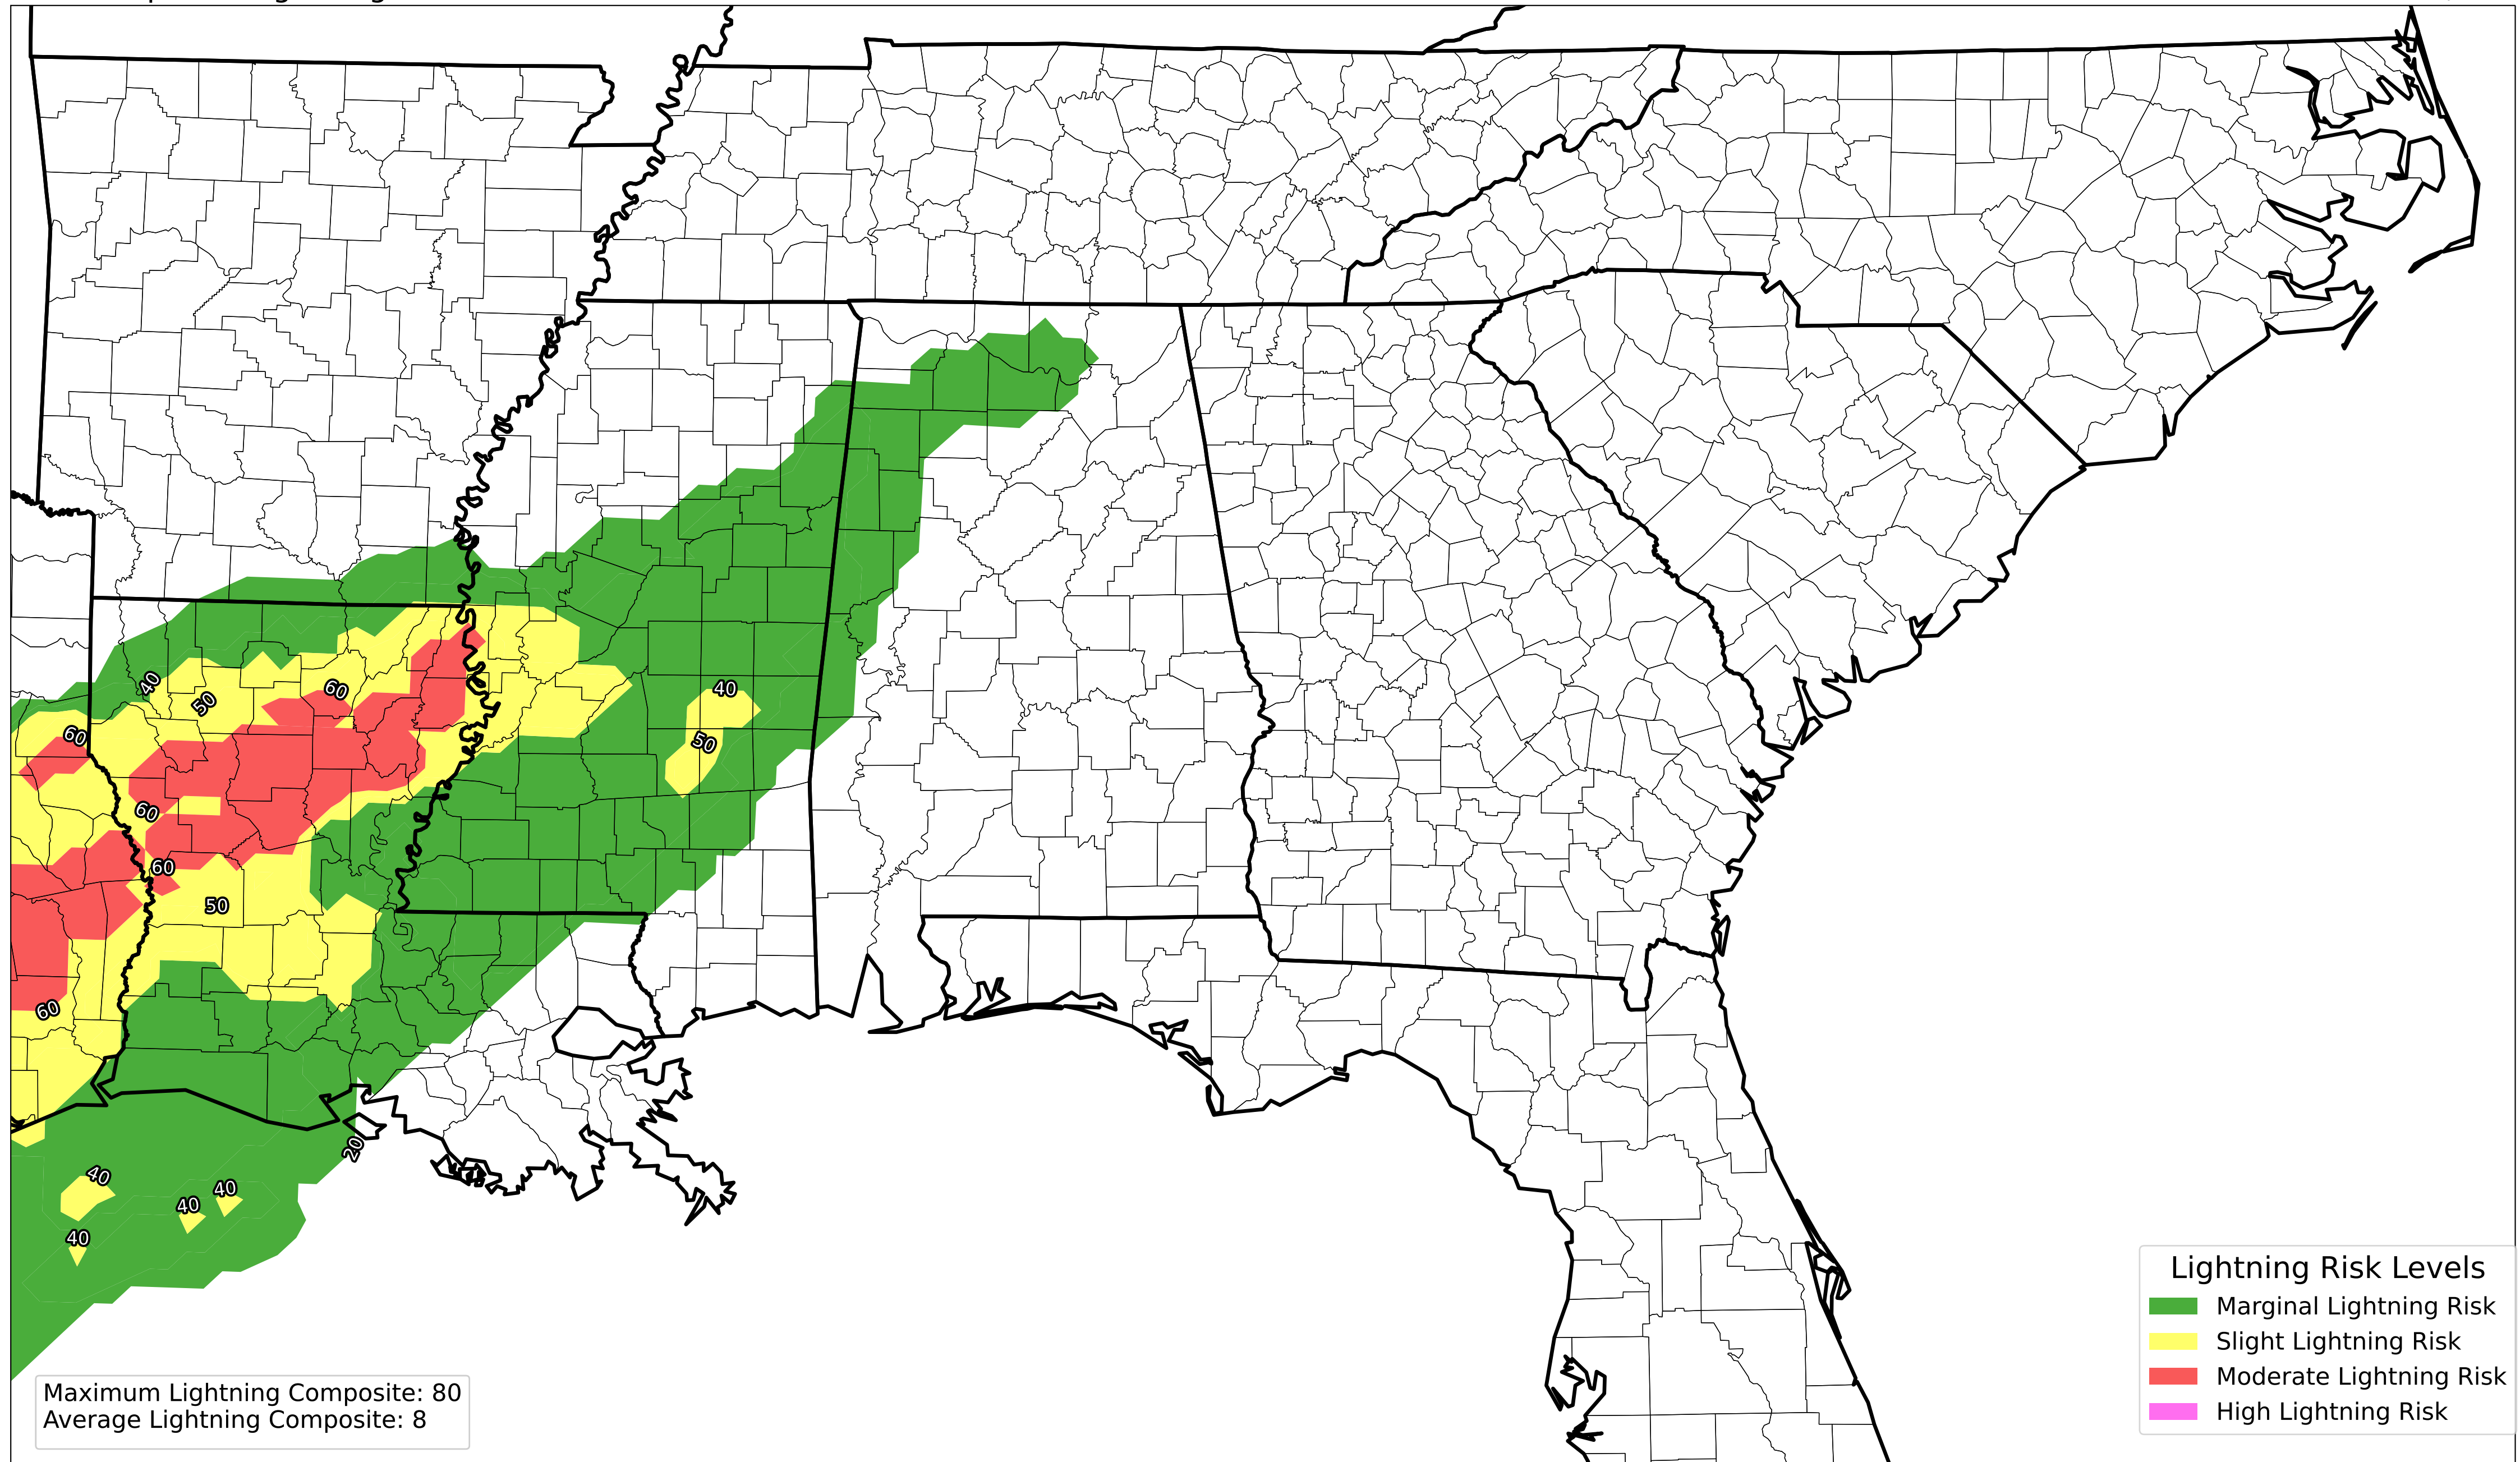 40
50
60
40
50
60
60
60
50
60
20
40
40
40
40
Lightning Risk Levels
Marginal Lightning Risk
Slight Lightning Risk
Moderate Lightning Risk
High Lightning Risk
Maximum Lightning Composite: 80
Average Lightning Composite: 8